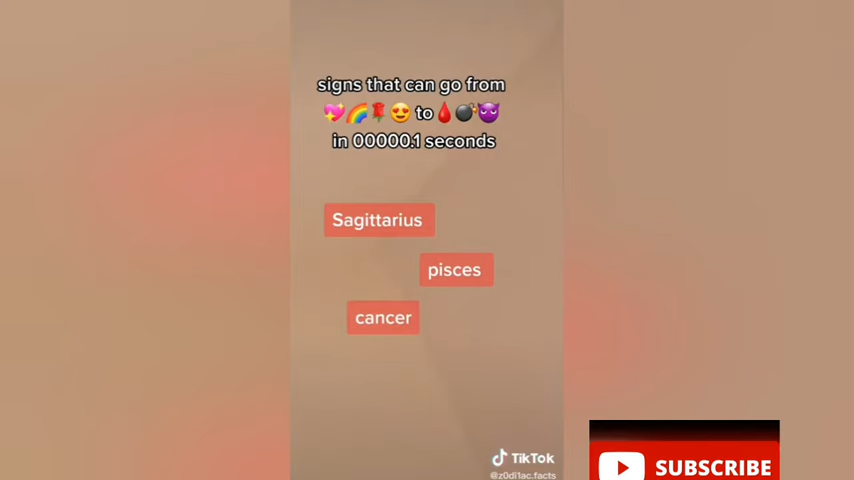 signs that can go from
💖🌈🌹😍 to 🩸💣😈
in 00000.1 seconds
Sagittarius
pisces
cancer
TikTok
@z0di1ac.facts
SUBSCRIBE